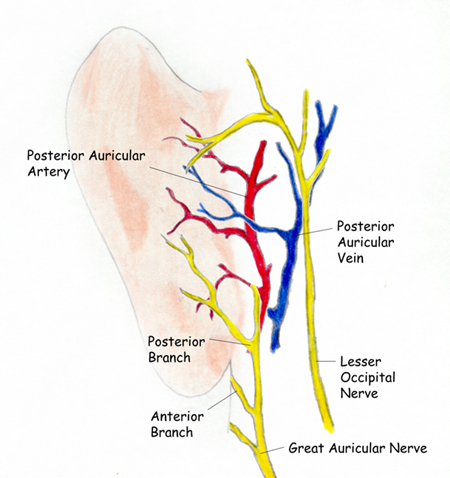 Posterior Auricular
Artery
Posterior
Auricular
Vein
Posterior
Branch
Lesser
Occipital
Nerve
Anterior
Branch
Great Auricular Nerve